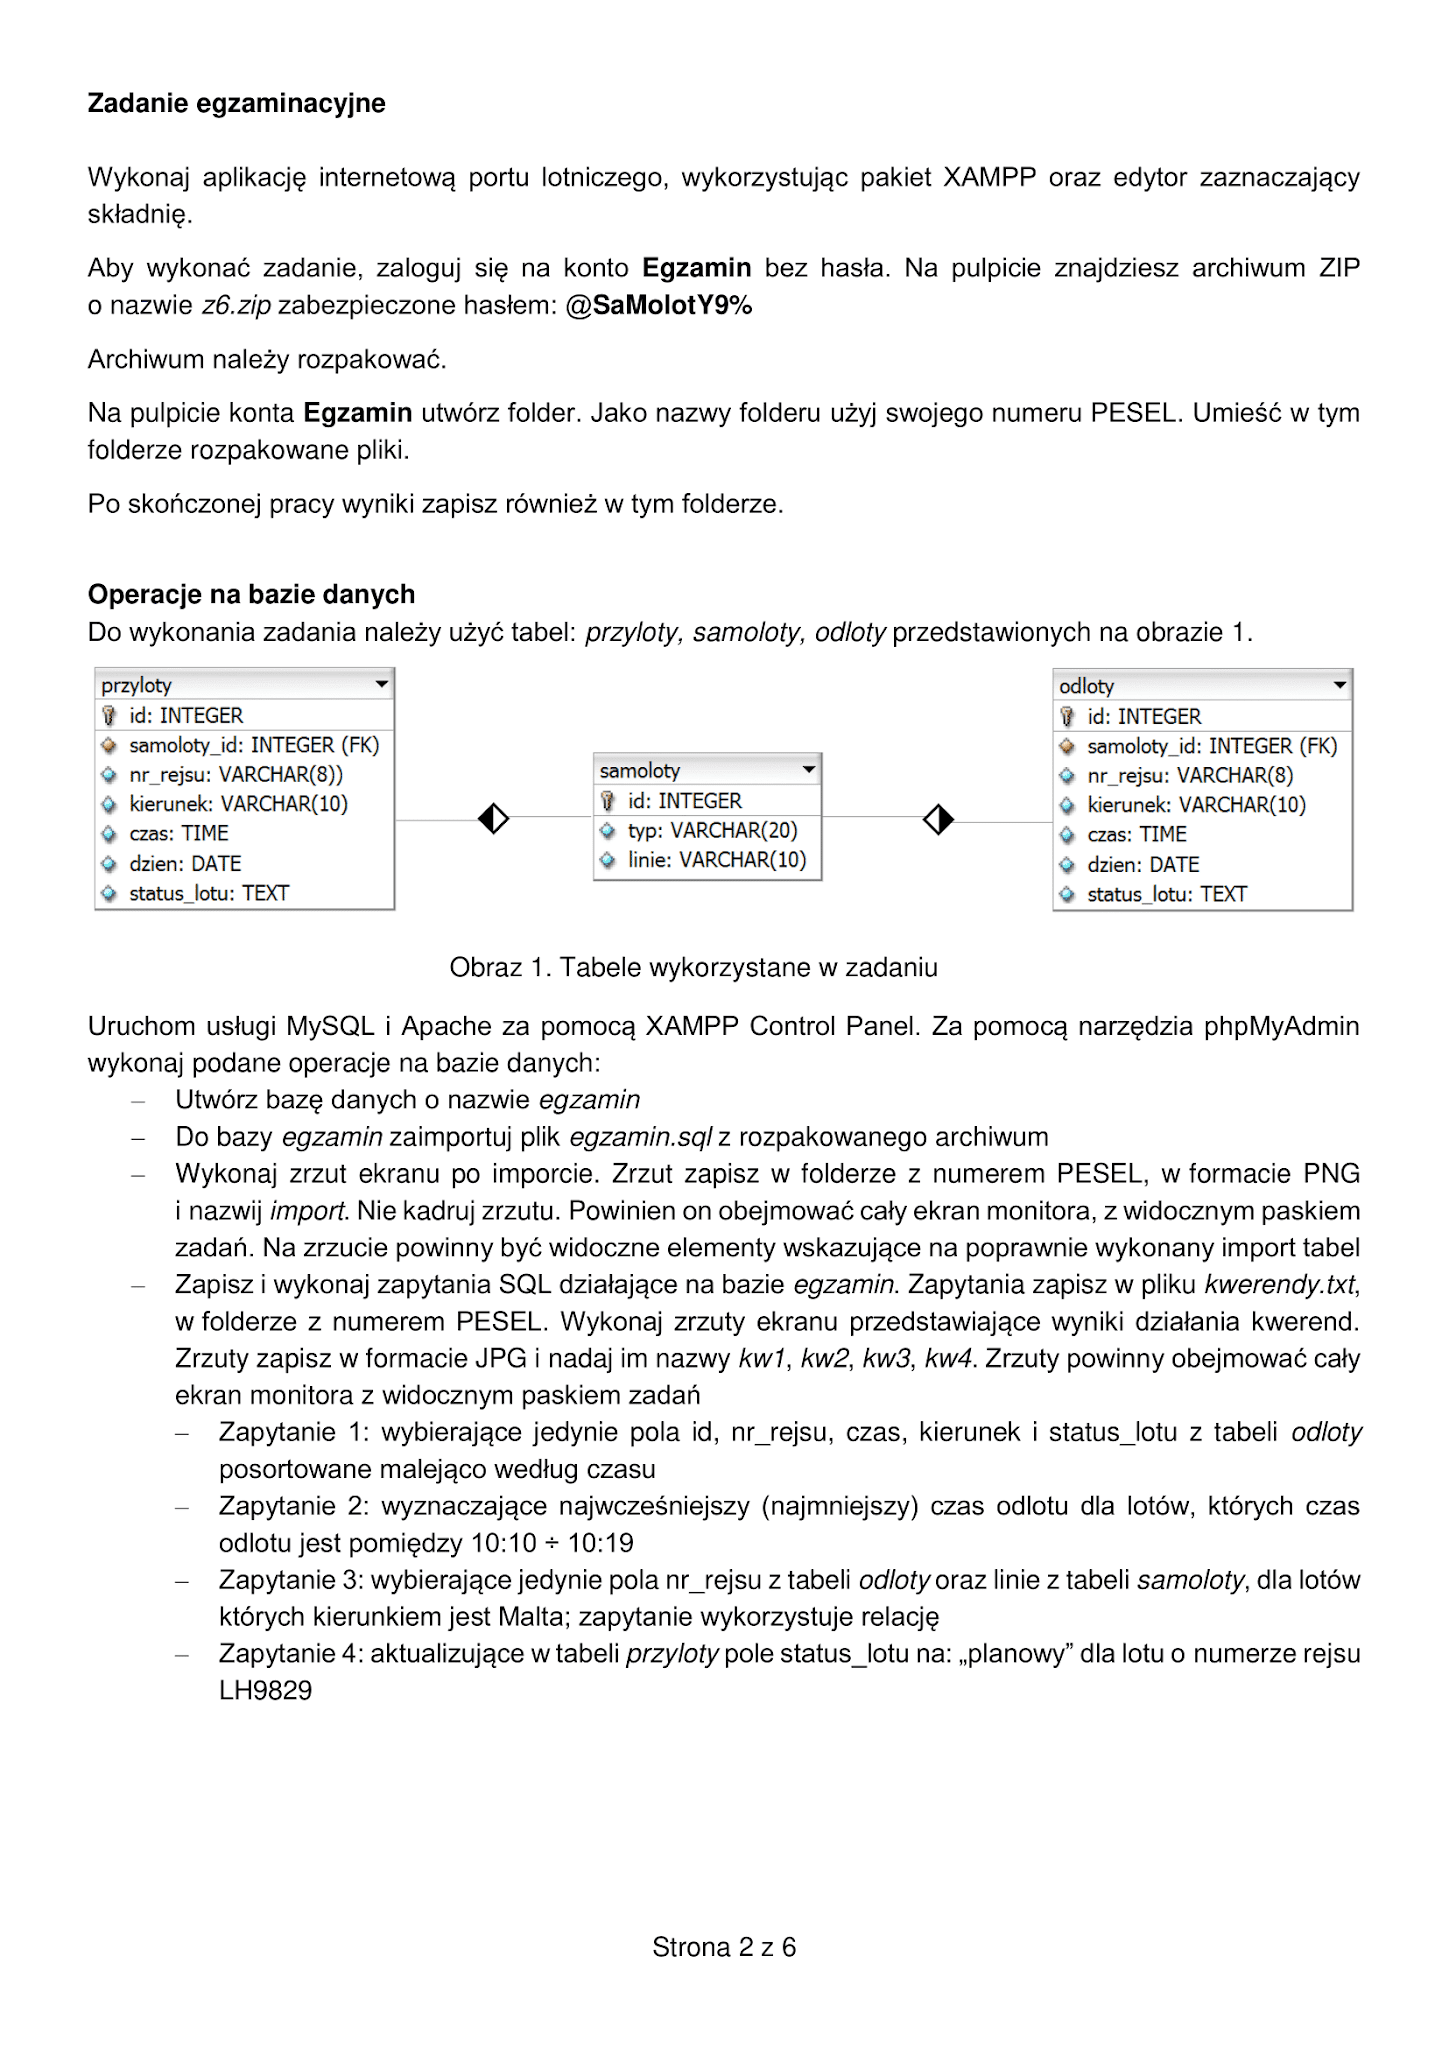 Zadanie egzaminacyjne
Wykonaj aplikację internetową portu lotniczego, wykorzystując pakiet XAMPP oraz edytor zaznaczający
składnię.
Aby wykonać zadanie, zaloguj się na konto Egzamin bez hasła. Na pulpicie znajdziesz archiwum ZIP
o nazwie z6.zip zabezpieczone hasłem: @SaMolotY9%
Archiwum należy rozpakować.
Na pulpicie konta Egzamin utwórz folder. Jako nazwy folderu użyj swojego numeru PESEL. Umieść w tym
folderze rozpakowane pliki.
Po skończonej pracy wyniki zapisz również w tym folderze.
Operacje na bazie danych
Do wykonania zadania należy użyć tabel: przyloty, samoloty, odloty przedstawionych na obrazie 1.
przyloty
id: INTEGER
samoloty_id: INTEGER (FK)
nr_rejsu: VARCHAR(8))
kierunek: VARCHAR(10)
czas: TIME
dzien: DATE
status_lotu: TEXT
samoloty
id: INTEGER
typ: VARCHAR(20)
linie: VARCHAR(10)
odloty
id: INTEGER
samoloty_id: INTEGER (FK)
nr_rejsu: VARCHAR(8)
kierunek: VARCHAR(10)
czas: TIME
dzien: DATE
status_lotu: TEXT
Obraz 1. Tabele wykorzystane w zadaniu
Uruchom usługi MySQL i Apache za pomocą XAMPP Control Panel. Za pomocą narzędzia phpMyAdmin
wykonaj podane operacje na bazie danych:
– Utwórz bazę danych o nazwie egzamin
– Do bazy egzamin zaimportuj plik egzamin.sql z rozpakowanego archiwum
– Wykonaj zrzut ekranu po imporcie. Zrzut zapisz w folderze z numerem PESEL, w formacie PNG
i nazwij import. Nie kadruj zrzutu. Powinien on obejmować cały ekran monitora, z widocznym paskiem
zadań. Na zrzucie powinny być widoczne elementy wskazujące na poprawnie wykonany import tabel
– Zapisz i wykonaj zapytania SQL działające na bazie egzamin. Zapytania zapisz w pliku kwerendy.txt,
w folderze z numerem PESEL. Wykonaj zrzuty ekranu przedstawiające wyniki działania kwerend.
Zrzuty zapisz w formacie JPG i nadaj im nazwy kw1, kw2, kw3, kw4. Zrzuty powinny obejmować cały
ekran monitora z widocznym paskiem zadań
– Zapytanie 1: wybierające jedynie pola id, nr_rejsu, czas, kierunek i status_lotu z tabeli odloty
posortowane malejąco według czasu
– Zapytanie 2: wyznaczające najwcześniejszy (najmniejszy) czas odlotu dla lotów, których czas
odlotu jest pomiędzy 10:10 ÷ 10:19
– Zapytanie 3: wybierające jedynie pola nr_rejsu z tabeli odloty oraz linie z tabeli samoloty, dla lotów
których kierunkiem jest Malta; zapytanie wykorzystuje relację
– Zapytanie 4: aktualizujące w tabeli przyloty pole status_lotu na: „planowy” dla lotu o numerze rejsu
LH9829
Strona 2 z 6